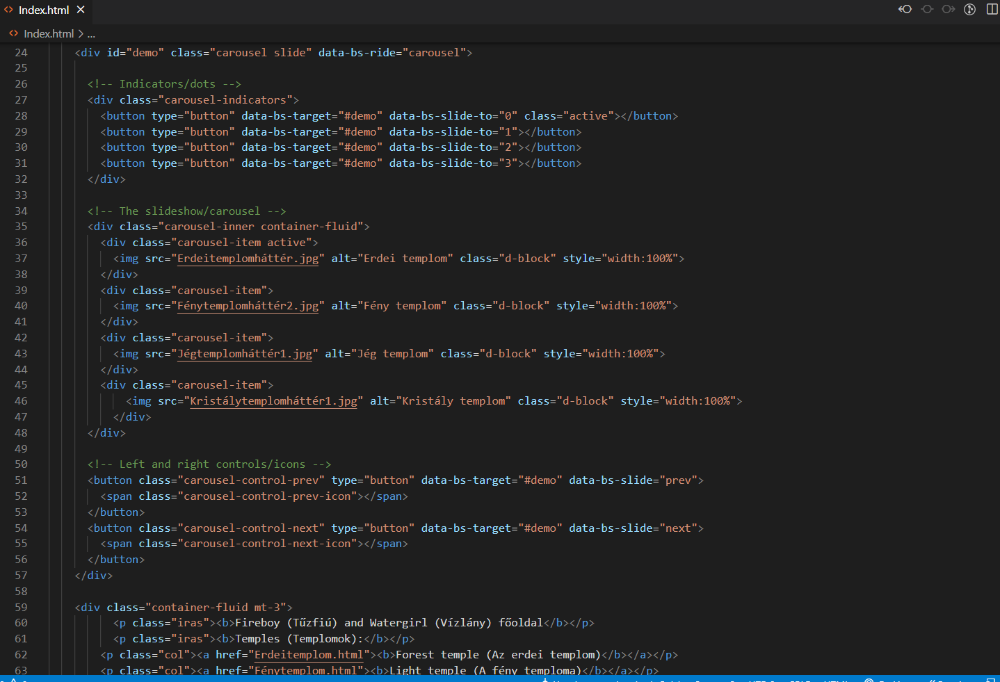 Index.html
Index.html > ...
24 <div id="demo" class="carousel slide" data-bs-ride="carousel">
25
26 <!-- Indicators/dots -->
27 <div class="carousel-indicators">
28 <button type="button" data-bs-target="#demo" data-bs-slide-to="0" class="active"></button>
29 <button type="button" data-bs-target="#demo" data-bs-slide-to="1"></button>
30 <button type="button" data-bs-target="#demo" data-bs-slide-to="2"></button>
31 <button type="button" data-bs-target="#demo" data-bs-slide-to="3"></button>
32 </div>
33
34 <!-- The slideshow/carousel -->
35 <div class="carousel-inner container-fluid">
36 <div class="carousel-item active">
37 <img src="Erdeitemplomháttér.jpg" alt="Erdei templom" class="d-block" style="width:100%">
38 </div>
39 <div class="carousel-item">
40 <img src="Fénytemplomháttér2.jpg" alt="Fény templom" class="d-block" style="width:100%">
41 </div>
42 <div class="carousel-item">
43 <img src="Jégtemplomháttér1.jpg" alt="Jég templom" class="d-block" style="width:100%">
44 </div>
45 <div class="carousel-item">
46 <img src="Kristálytemplomháttér1.jpg" alt="Kristály templom" class="d-block" style="width:100%">
47 </div>
48 </div>
49
50 <!-- Left and right controls/icons -->
51 <button class="carousel-control-prev" type="button" data-bs-target="#demo" data-bs-slide="prev">
52 <span class="carousel-control-prev-icon"></span>
53 </button>
54 <button class="carousel-control-next" type="button" data-bs-target="#demo" data-bs-slide="next">
55 <span class="carousel-control-next-icon"></span>
56 </button>
57 </div>
58
59 <div class="container-fluid mt-3">
60 <p class="iras"><b>Fireboy (Tűzfiú) and Watergirl (Vízlány) főoldal</b></p>
61 <p class="iras"><b>Temples (Templomok):</b></p>
62 <p class="col"><a href="Erdeitemplom.html"><b>Forest temple (Az erdei templom)</b></a></p>
63 <p class="col"><a href="Fénytemplom.html"><b>Light temple (A fény temploma)</b></a></p>